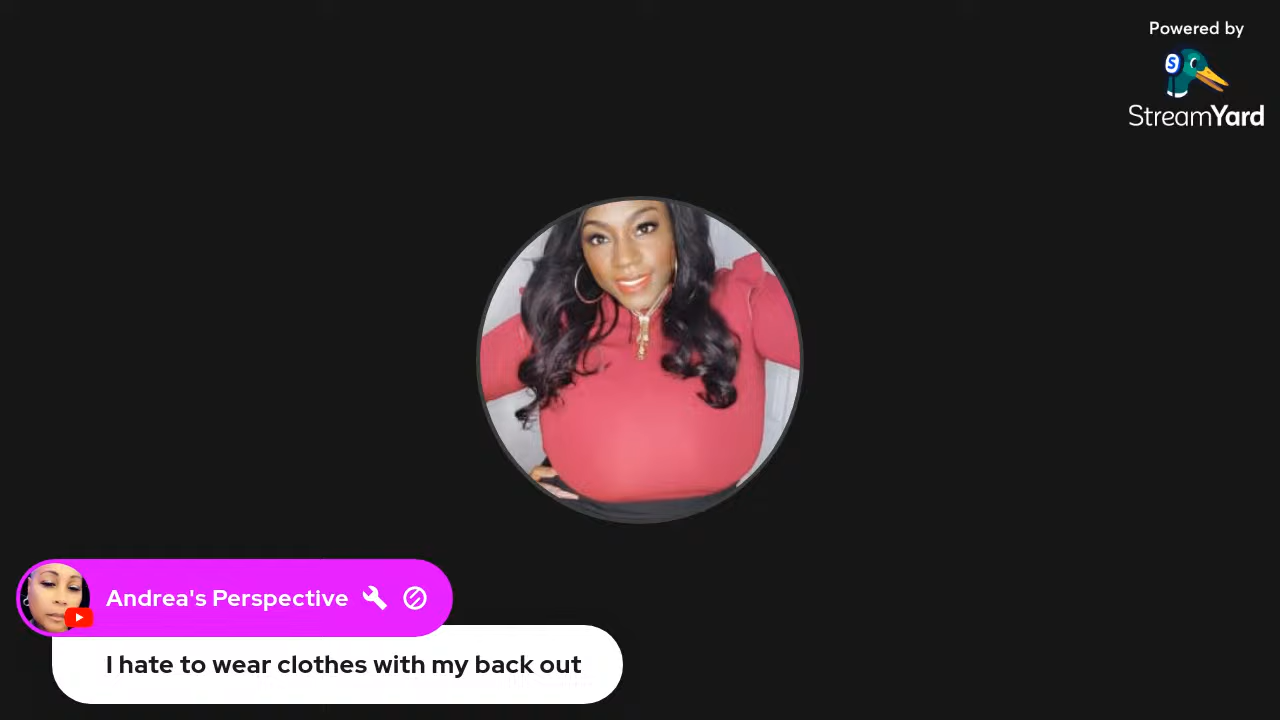 Powered by
S
StreamYard
Andrea's Perspective
I hate to wear clothes with my back out